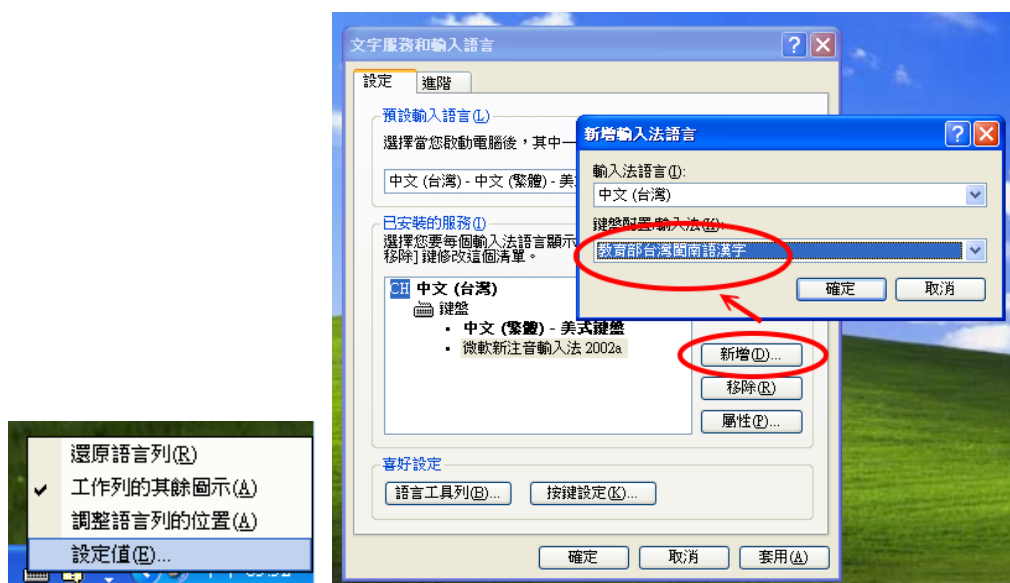 還原語言列(R)
工作列的其餘圖示(A)
調整語言列的位置(A)
設定值(E)...
文字服務和輸入語言
設定
進階
預設輸入語言(L)
選擇當您啟動電腦後，其中一
中文 (台灣) - 中文 (繁體) - 美
已安裝的服務(I)
選擇您要每個輸入法語言顯示
移除] 鍵修改這個清單。
CH 中文 (台灣)
鍵盤
• 中文 (繁體) - 美式鍵盤
• 微軟新注音輸入法 2002a
新增(D)...
移除(R)
屬性(P)...
喜好設定
語言工具列(B)...
按鍵設定(K)...
確定
取消
套用(A)
新增輸入法語言
輸入法語言(I):
中文 (台灣)
鍵盤配置/輸入法(K):
教育部台灣閩南語漢字
確定
取消